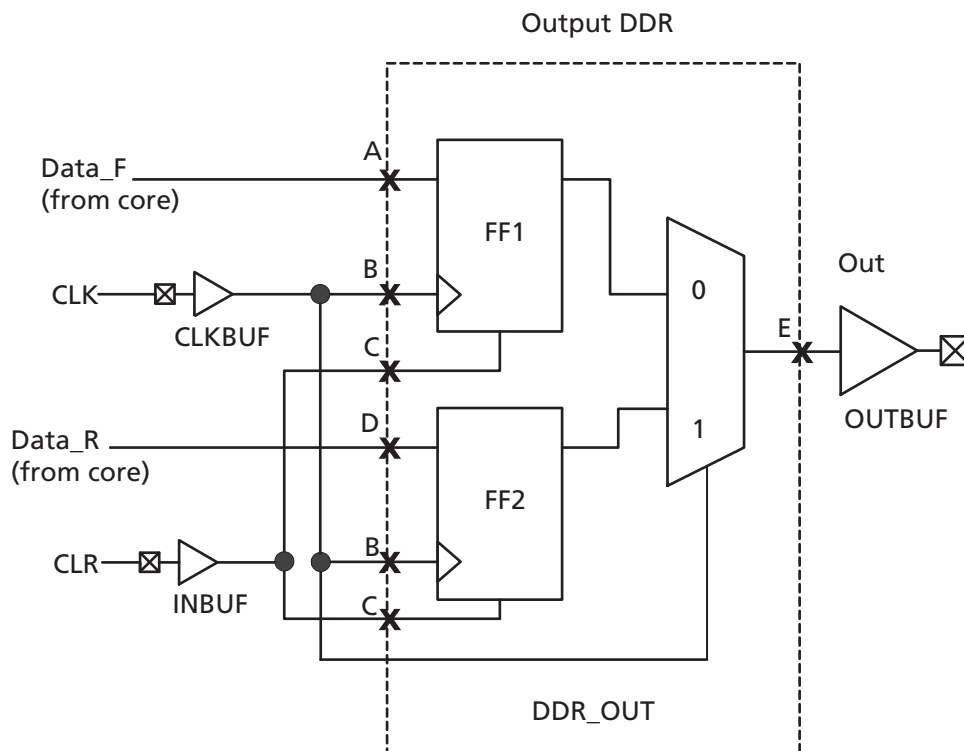 Output DDR
A
Data_F
(from core)
FF1
B
CLK
CLKBUF
0
Out
C
E
D
Data_R
(from core)
1
OUTBUF
FF2
B
CLR
INBUF
C
DDR_OUT